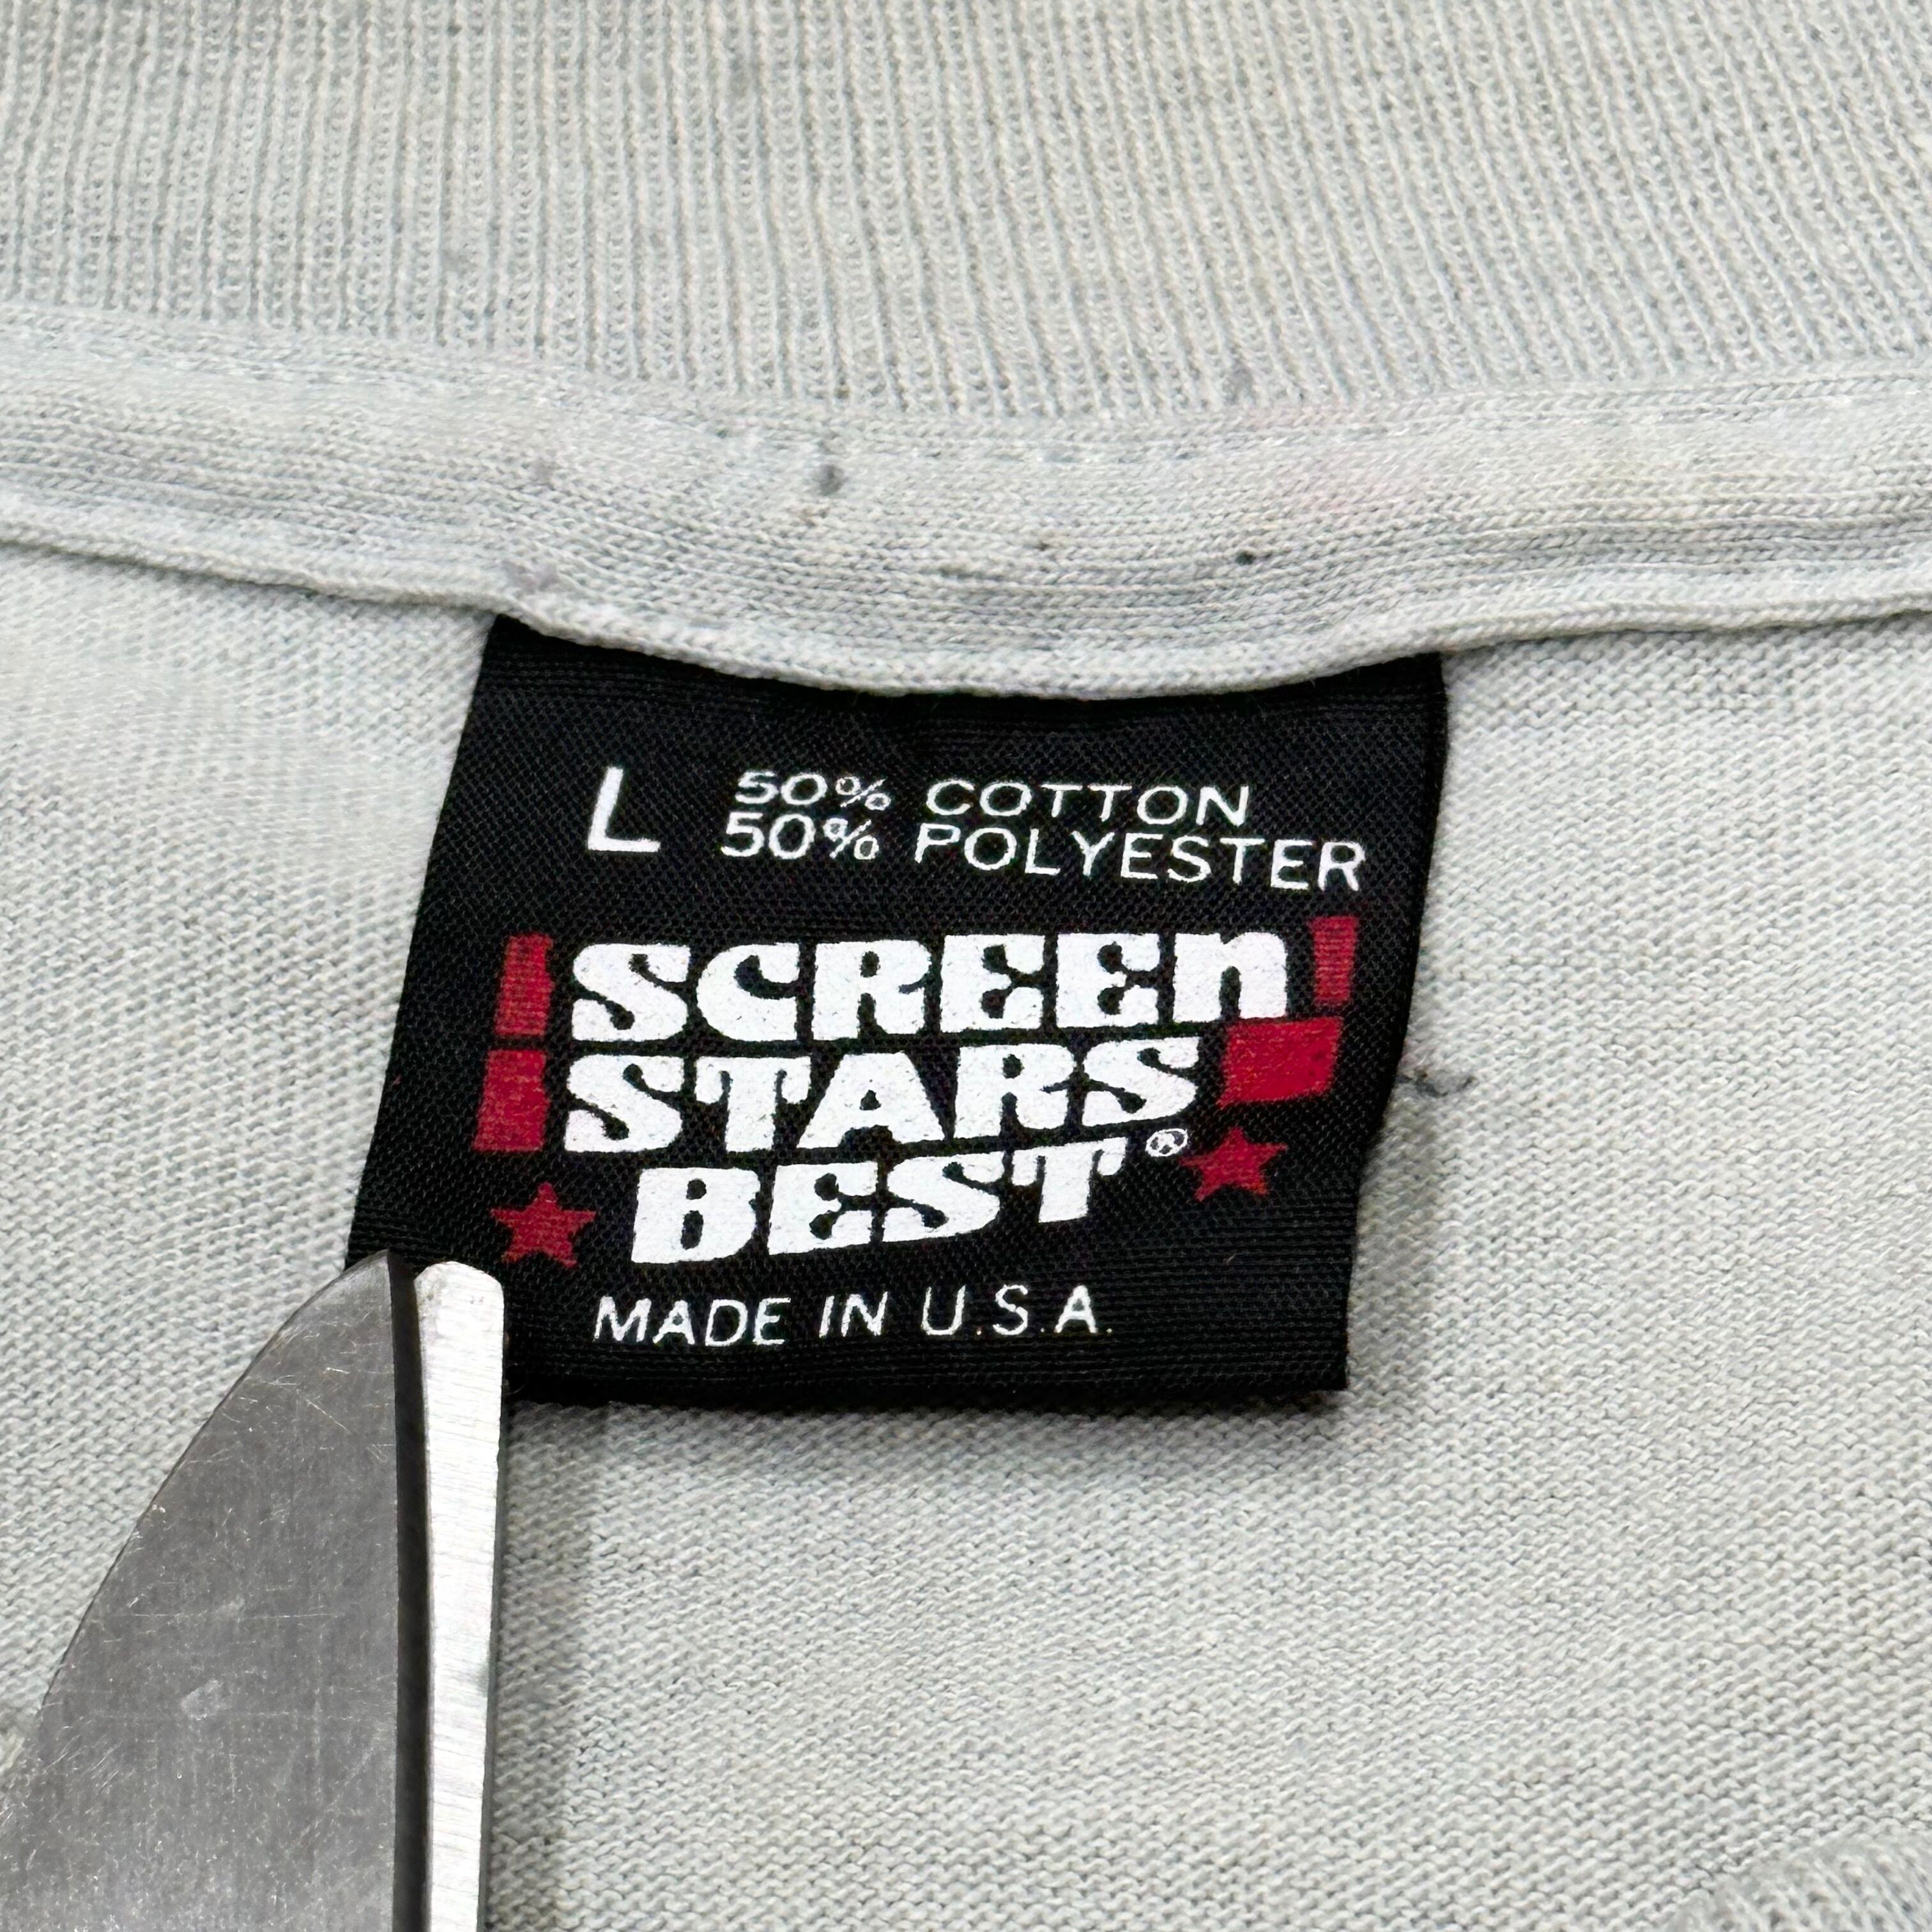 L 50% COTTON
50% POLYESTER
SCREEn
STARS
BEST®
MADE IN U.S.A.